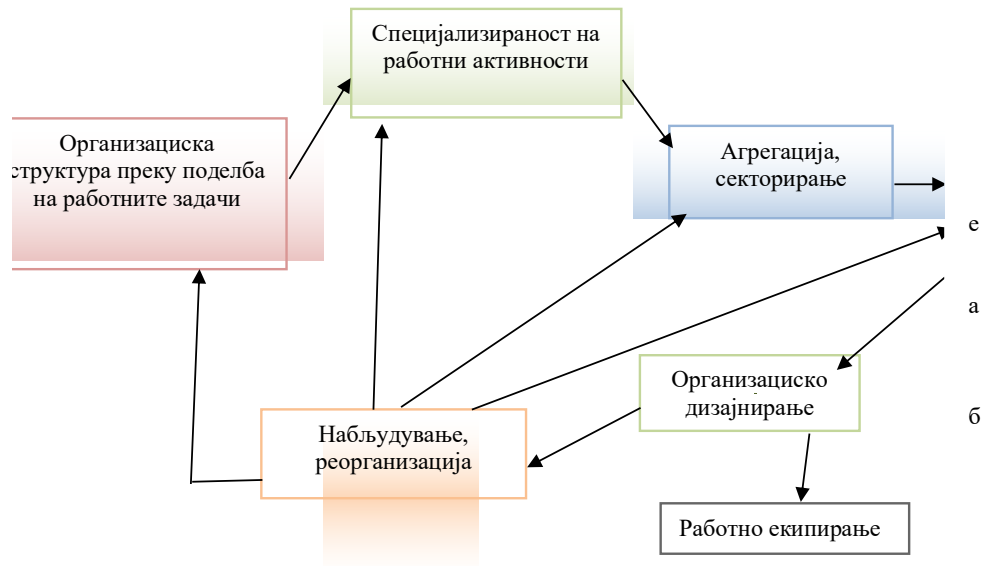 Специјализираност на
работни активности
Организациска
структура преку поделба
на работните задачи
Агрегација,
секторирање
е
а
б
Организациско
дизајнирање
Набљудување,
реорганизација
Работно екипирање